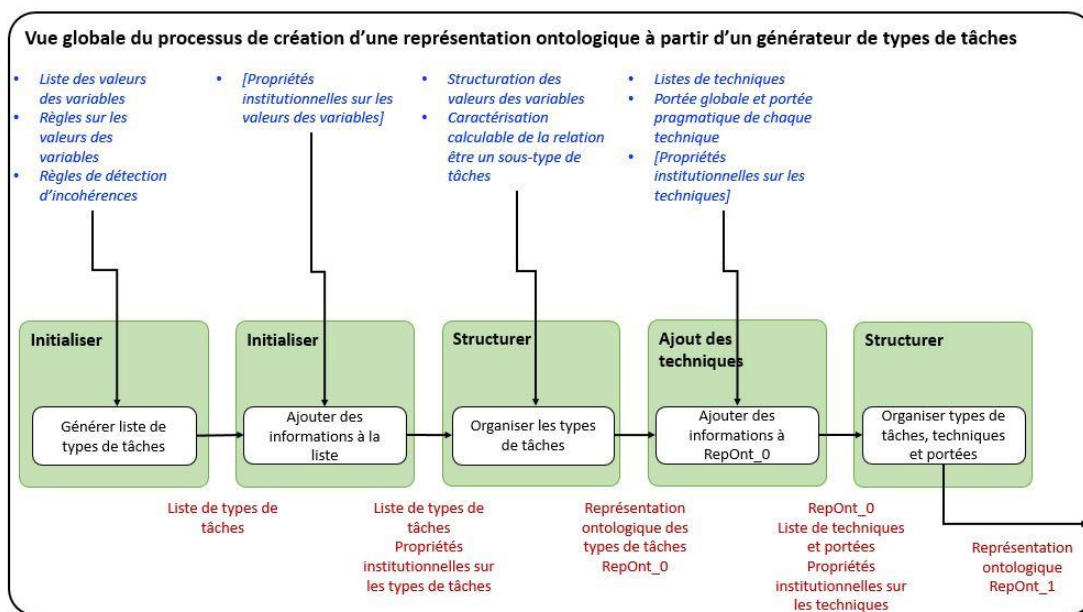 Vue globale du processus de création d’une représentation ontologique à partir d’un générateur de types de tâches
• Liste des valeurs
des variables
• Règles sur les
valeurs des
variables
• Règles de détection
d’incohérences
• [Propriétés
institutionnelles sur les
valeurs des variables]
• Structuration des
valeurs des variables
• Caractérisation
calculable de la relation
être un sous-type de
tâches
• Listes de techniques
• Portée globale et portée
pragmatique de chaque
technique
• [Propriétés
institutionnelles sur les
techniques]
Initialiser
Générer liste de
types de tâches
Initialiser
Ajouter des
informations à la
liste
Structurer
Organiser les types
de tâches
Ajout des
techniques
Ajouter des
informations à
RepOnt_0
Structurer
Organiser types de
tâches, techniques
et portées
Liste de types de
tâches
Liste de types de
tâches
Propriétés
institutionnelles sur
les types de tâches
Représentation
ontologique des
types de tâches
RepOnt_0
RepOnt_0
Liste de techniques
et portées
Propriétés
institutionnelles sur
les techniques
Représentation
ontologique
RepOnt_1